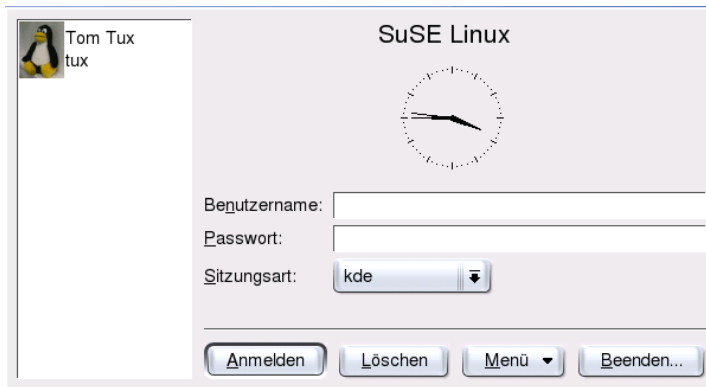 Tom Tux
tux
SuSE Linux
Benutzername:
Passwort:
Sitzungsart:
kde
Anmelden
Löschen
Menü
Beenden...